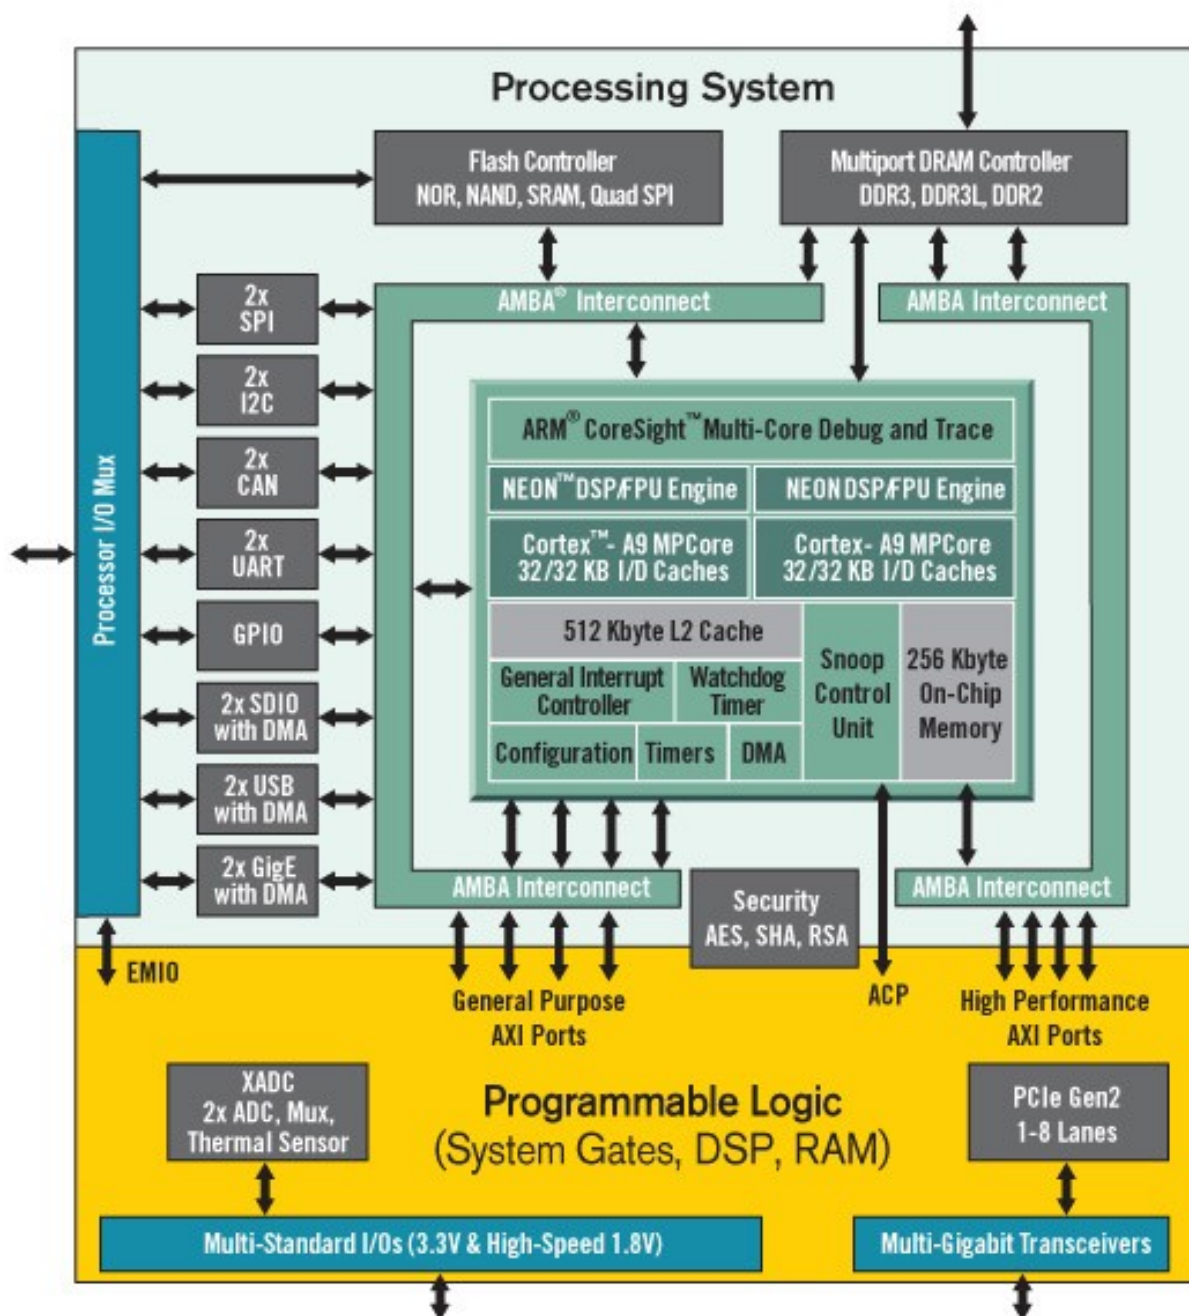 Processing System
Flash Controller
NOR, NAND, SRAM, Quad SPI
Multiport DRAM Controller
DDR3, DDR3L, DDR2
AMBA® Interconnect
AMBA Interconnect
Processor I/O Mux
2x
SPI
2x
I2C
2x
CAN
2x
UART
GPIO
2x SDIO
with DMA
2x USB
with DMA
2x GigE
with DMA
ARM® CoreSight™ Multi-Core Debug and Trace
NEON™ DSP/FPU Engine
NEON DSP/FPU Engine
Cortex™- A9 MPCore
32/32 KB I/D Caches
Cortex- A9 MPCore
32/32 KB I/D Caches
512 Kbyte L2 Cache
General Interrupt
Controller
Watchdog
Timer
Configuration
Timers
DMA
Snoop
Control
Unit
256 Kbyte
On-Chip
Memory
AMBA Interconnect
Security
AES, SHA, RSA
AMBA Interconnect
EMIO
General Purpose
AXI Ports
ACP
High Performance
AXI Ports
XADC
2x ADC, Mux,
Thermal Sensor
Programmable Logic
(System Gates, DSP, RAM)
PCIe Gen2
1-8 Lanes
Multi-Standard I/Os (3.3V & High-Speed 1.8V)
Multi-Gigabit Transceivers